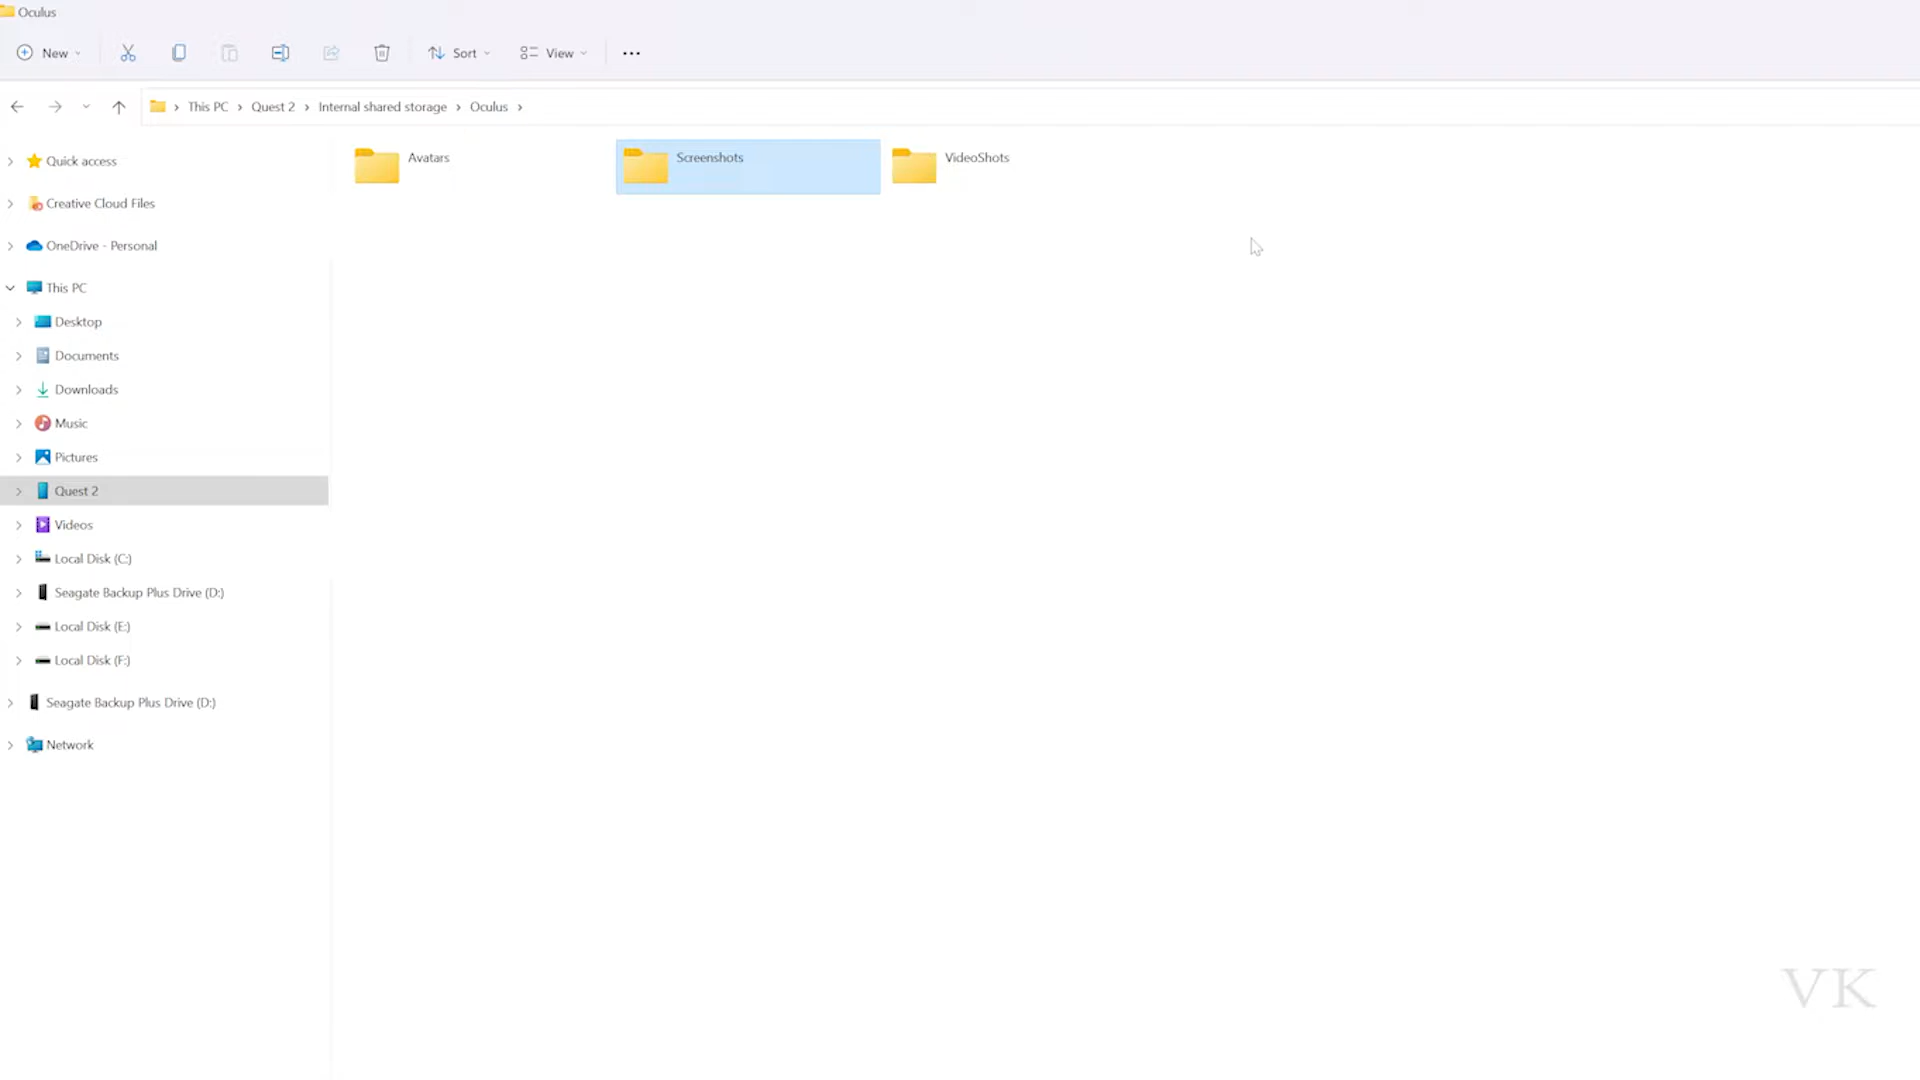 Oculus
New
Sort
View
This PC
Quest 2
Internal shared storage
Oculus
Avatars
Screenshots
VideoShots
Quick access
Creative Cloud Files
OneDrive - Personal
This PC
Desktop
Documents
Downloads
Music
Pictures
Quest 2
Videos
Local Disk (C:)
Seagate Backup Plus Drive (D:)
Local Disk (E:)
Local Disk (F:)
Seagate Backup Plus Drive (D:)
Network
VK